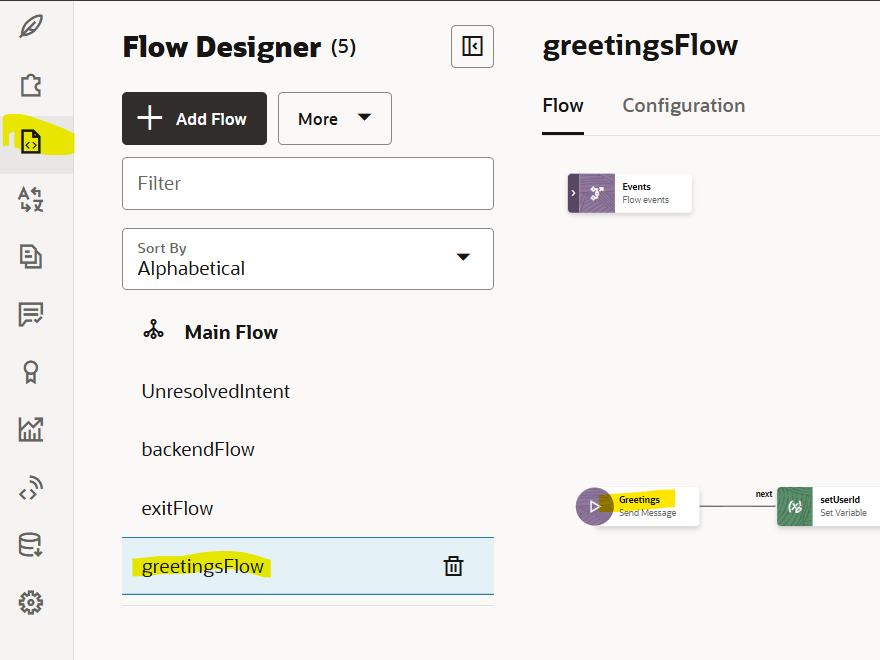 Flow Designer (5)
Add Flow
More
Filter
Sort By
Alphabetical
Main Flow
UnresolvedIntent
backendFlow
exitFlow
greetingsFlow
greetingsFlow
Flow Configuration
Events
Flow events
Greetings
Send Message
next
setUserId
Set Variable